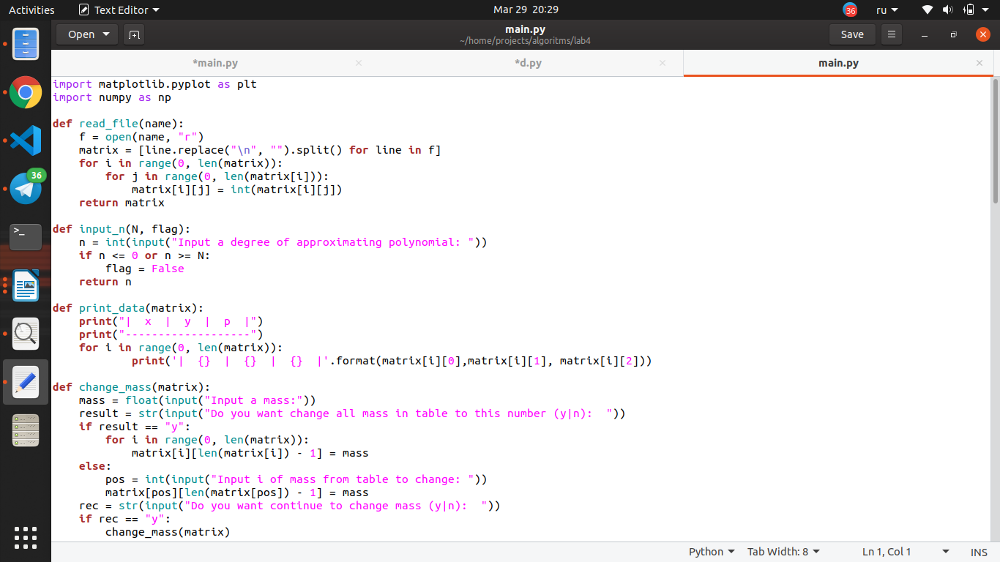 Activities Text Editor Mar 29 20:29 36 ru
Open main.py Save
~/home/projects/algoritms/lab4
*main.py *d.py main.py
36
import matplotlib.pyplot as plt
import numpy as np
def read_file(name):
    f = open(name, "r")
    matrix = [line.replace("\n", "").split() for line in f]
    for i in range(0, len(matrix)):
        for j in range(0, len(matrix[i])):
            matrix[i][j] = int(matrix[i][j])
    return matrix
def input_n(N, flag):
    n = int(input("Input a degree of approximating polynomial: "))
    if n <= 0 or n >= N:
        flag = False
    return n
def print_data(matrix):
    print("|  x  |  y  |  p  |")
    print("-------------------")
    for i in range(0, len(matrix)):
            print('|  {}  |  {}  |  {}  |'.format(matrix[i][0],matrix[i][1], matrix[i][2]))
def change_mass(matrix):
    mass = float(input("Input a mass:"))
    result = str(input("Do you want change all mass in table to this number (y|n):  "))
    if result == "y":
        for i in range(0, len(matrix)):
            matrix[i][len(matrix[i]) - 1] = mass
    else:
        pos = int(input("Input i of mass from table to change: "))
        matrix[pos][len(matrix[pos]) - 1] = mass
    rec = str(input("Do you want continue to change mass (y|n):  "))
    if rec == "y":
        change_mass(matrix)
Python Tab Width: 8 Ln 1, Col 1 INS